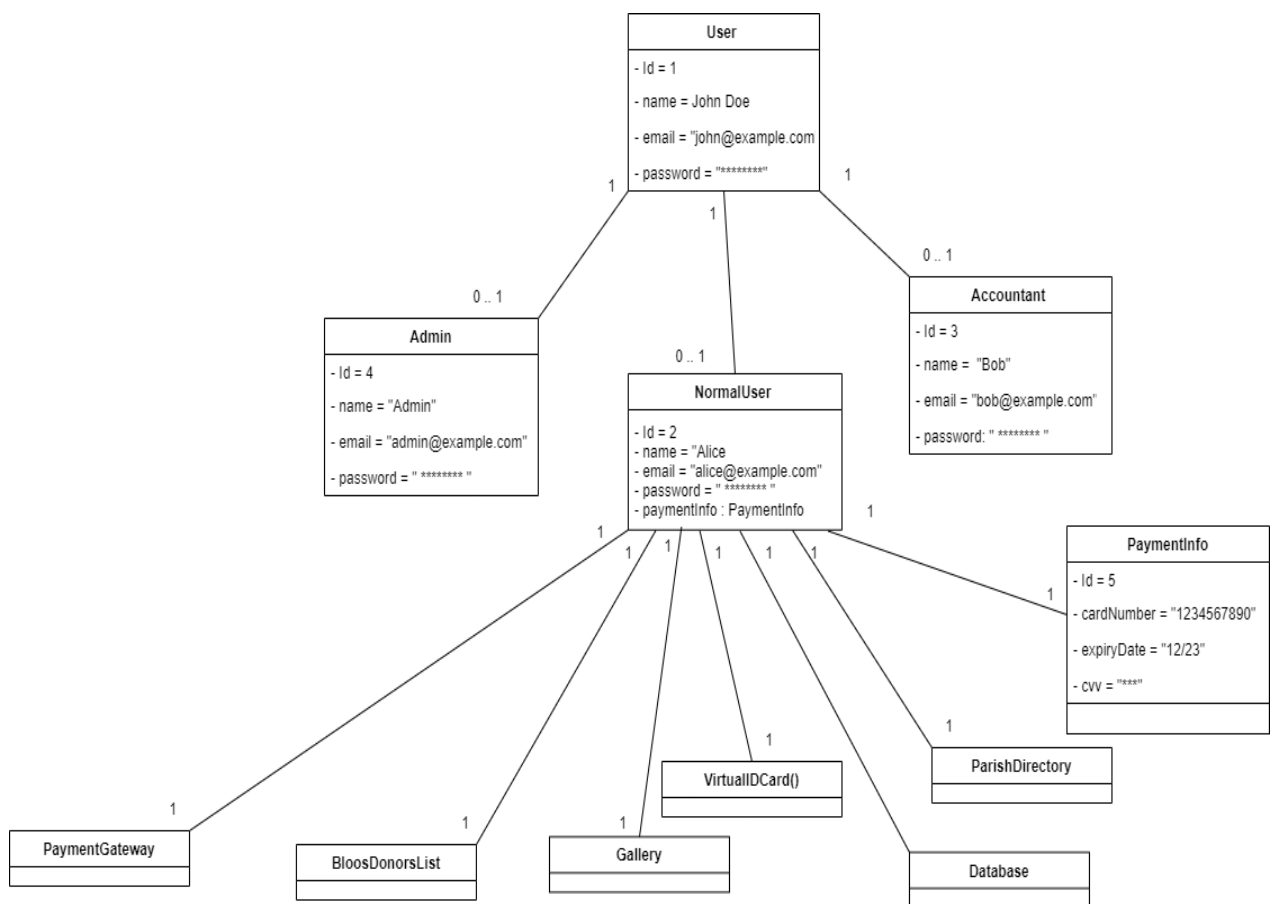 User
- Id = 1
- name = John Doe
- email = "john@example.com
- password = "********"
1
1
1
0 .. 1
0 .. 1
0 .. 1
Admin
- Id = 4
- name = "Admin"
- email = "admin@example.com"
- password = " ******** "
NormalUser
- Id = 2
- name = "Alice
- email = "alice@example.com"
- password = " ******** "
- paymentInfo : PaymentInfo
Accountant
- Id = 3
- name = "Bob"
- email = "bob@example.com"
- password: " ******** "
1
1
1
1
1
1
1
PaymentInfo
- Id = 5
- cardNumber = "1234567890"
- expiryDate = "12/23"
- cvv = "***"
1
1
1
1
1
1
PaymentGateway
BloosDonorsList
Gallery
VirtualIDCard()
Database
ParishDirectory